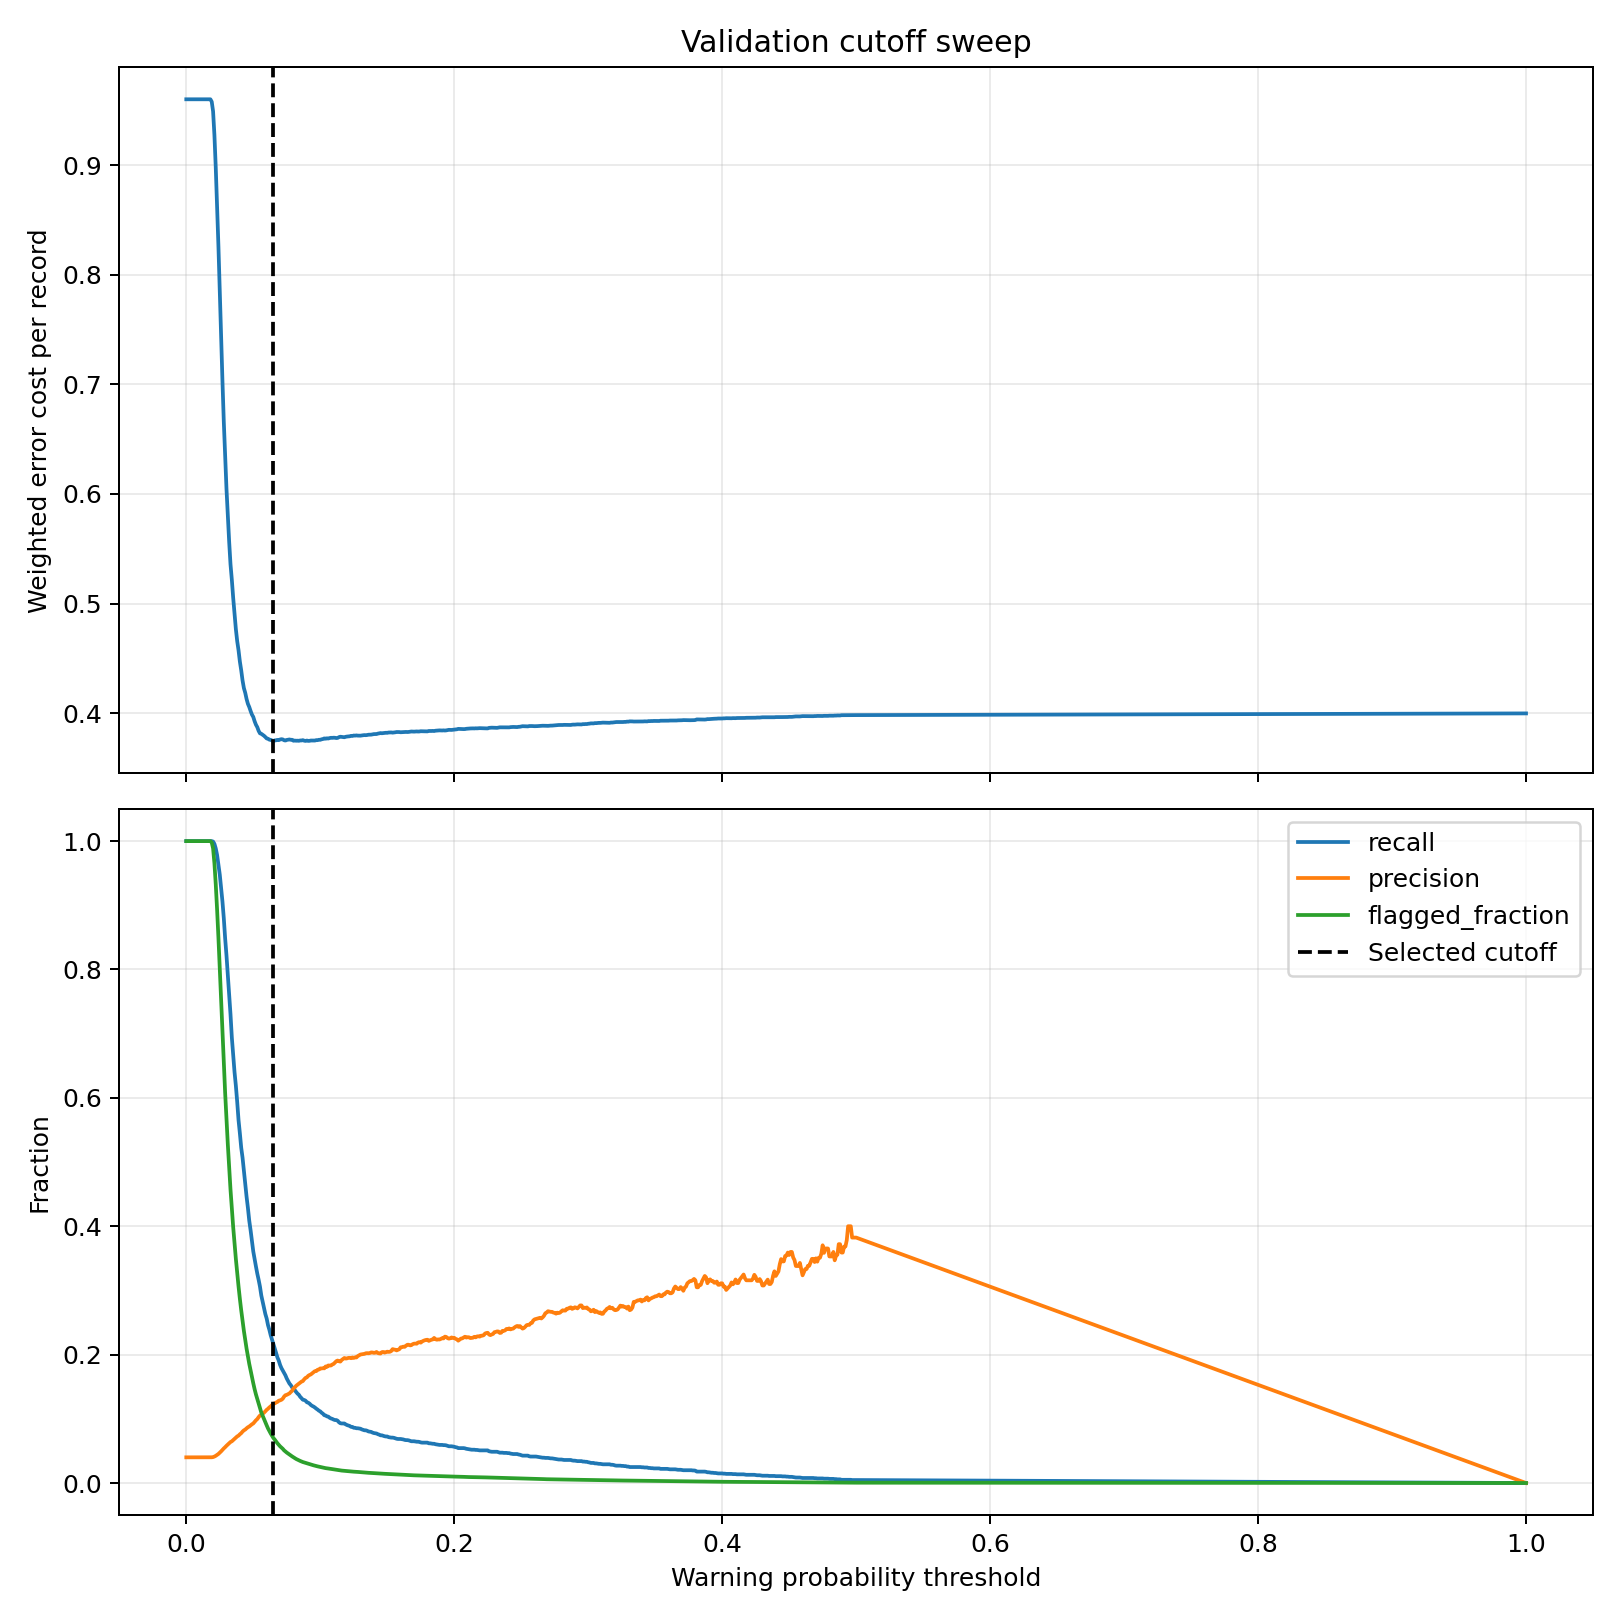 Validation cutoff sweep
Weighted error cost per record
0.9
0.8
0.7
0.6
0.5
0.4
Fraction
1.0
0.8
0.6
0.4
0.2
0.0
recall
precision
flagged_fraction
Selected cutoff
0.0 0.2 0.4 0.6 0.8 1.0
Warning probability threshold